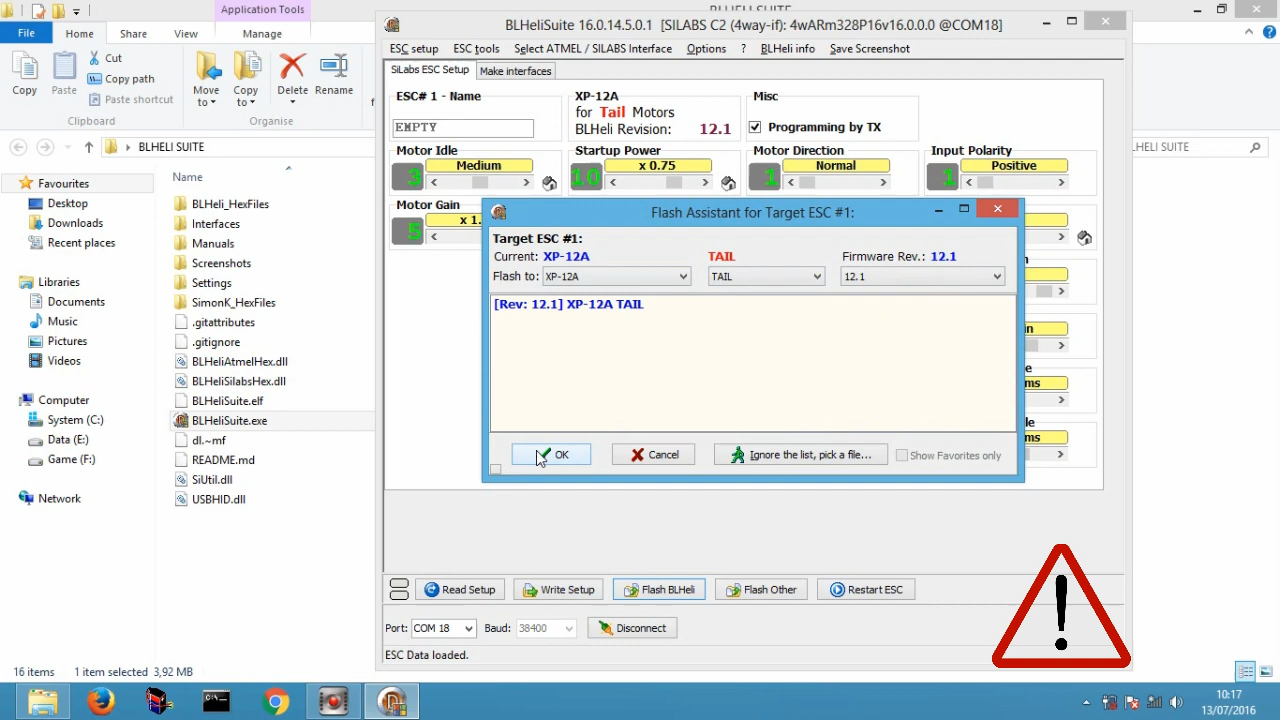 Application Tools
BLHELI SUITE
File
Home
Share
View
Manage
Copy
Paste
Cut
Copy path
Paste shortcut
Move to
Copy to
Delete
Rename
Clipboard
Organise
BLHELI SUITE
Favourites
Desktop
Downloads
Recent places
Libraries
Documents
Music
Pictures
Videos
Computer
System (C:)
Data (E:)
Game (F:)
Network
Name
BLHeli_HexFiles
Interfaces
Manuals
Screenshots
Settings
SimonK_HexFiles
.gitattributes
.gitignore
BLHeliAtmelHex.dll
BLHeliSilabsHex.dll
BLHeliSuite.elf
BLHeliSuite.exe
dl.~mf
README.md
SiUtil.dll
USBHID.dll
16 items
1 item selected 3,92 MB
BLHeliSuite 16.0.14.5.0.1 [SILABS C2 (4way-if): 4wARm328P16v16.0.0.0 @COM18]
ESC setup
ESC tools
Select ATMEL / SILABS Interface
Options
?
BLHeli info
Save Screenshot
SiLabs ESC Setup
Make interfaces
ESC# 1 - Name
EMPTY
XP-12A
for Tail Motors
BLHeli Revision: 12.1
Misc
Programming by TX
Motor Idle
Medium
3
Startup Power
x 0.75
10
Motor Direction
Normal
1
Input Polarity
Positive
1
Motor Gain
x 1.
5
Flash Assistant for Target ESC #1:
Target ESC #1:
Current: XP-12A
TAIL
Firmware Rev.: 12.1
Flash to: XP-12A
TAIL
12.1
[Rev: 12.1] XP-12A TAIL
OK
Cancel
Ignore the list, pick a file...
Show Favorites only
Read Setup
Write Setup
Flash BLHeli
Flash Other
Restart ESC
Port: COM 18
Baud: 38400
Disconnect
ESC Data loaded.
!
10:17
13/07/2016